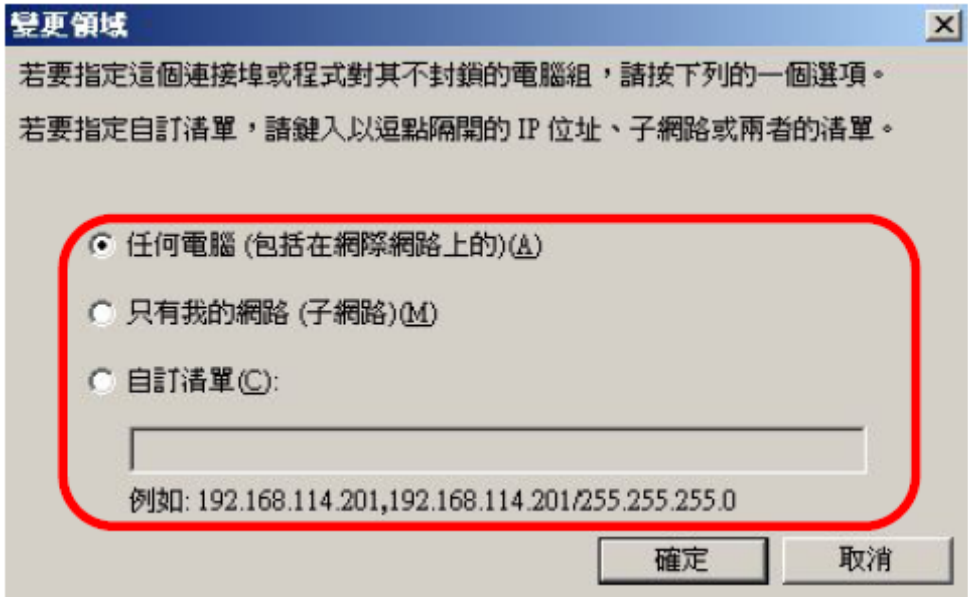 變更領域
若要指定這個連接埠或程式對其不封鎖的電腦組，請按下列的一個選項。
若要指定自訂清單，請鍵入以逗點隔開的 IP 位址、子網路或兩者的清單。
任何電腦 (包括在網際網路上的)(A)
只有我的網路 (子網路)(M)
自訂清單(C):
例如: 192.168.114.201,192.168.114.201/255.255.255.0
確定 取消